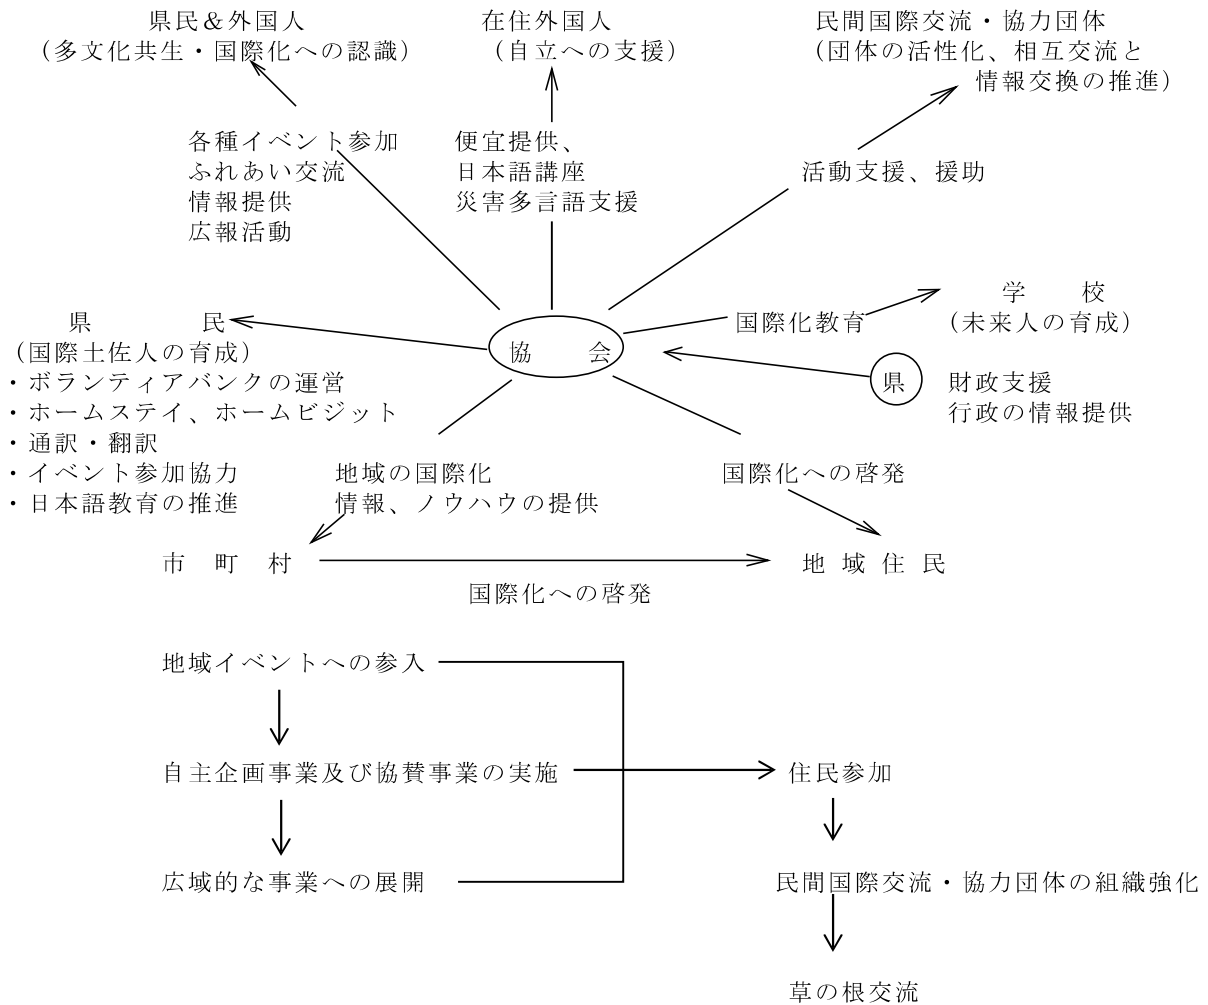 県民＆外国人
（多文化共生・国際化への認識）
在住外国人
（自立への支援）
民間国際交流・協力団体
（団体の活性化、相互交流と
情報交換の推進）
各種イベント参加
ふれあい交流
情報提供
広報活動
便宜提供、
日本語講座
災害多言語支援
活動支援、援助
県　　　　民
（国際土佐人の育成）
・ボランティアバンクの運営
・ホームステイ、ホームビジット
・通訳・翻訳
・イベント参加協力
・日本語教育の推進
協　　会
国際化教育
学　　校
（未来人の育成）
県
財政支援
行政の情報提供
地域の国際化
情報、ノウハウの提供
国際化への啓発
市　町　村
地域住民
国際化への啓発
地域イベントへの参入
自主企画事業及び協賛事業の実施
住民参加
広域的な事業への展開
民間国際交流・協力団体の組織強化
草の根交流